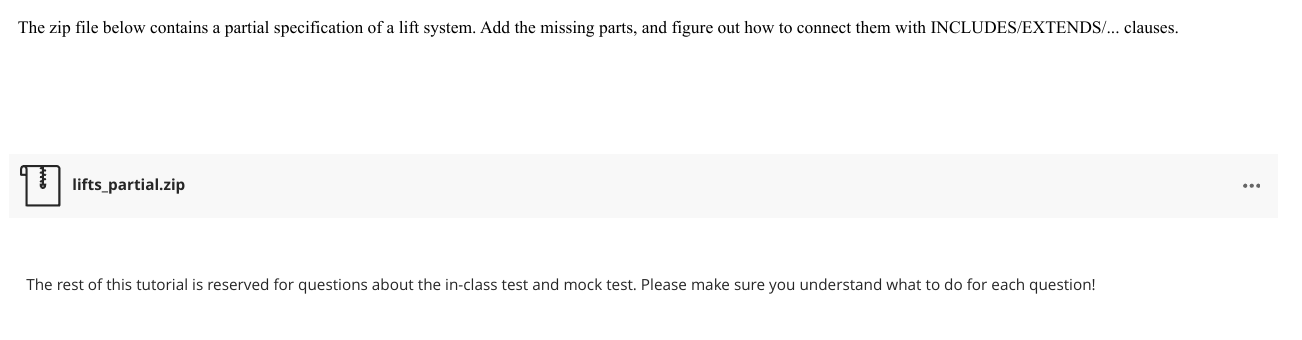 The zip file below contains a partial specification of a lift system. Add the missing parts, and figure out how to connect them with INCLUDES/EXTENDS/... clauses.
lifts_partial.zip
The rest of this tutorial is reserved for questions about the in-class test and mock test. Please make sure you understand what to do for each question!